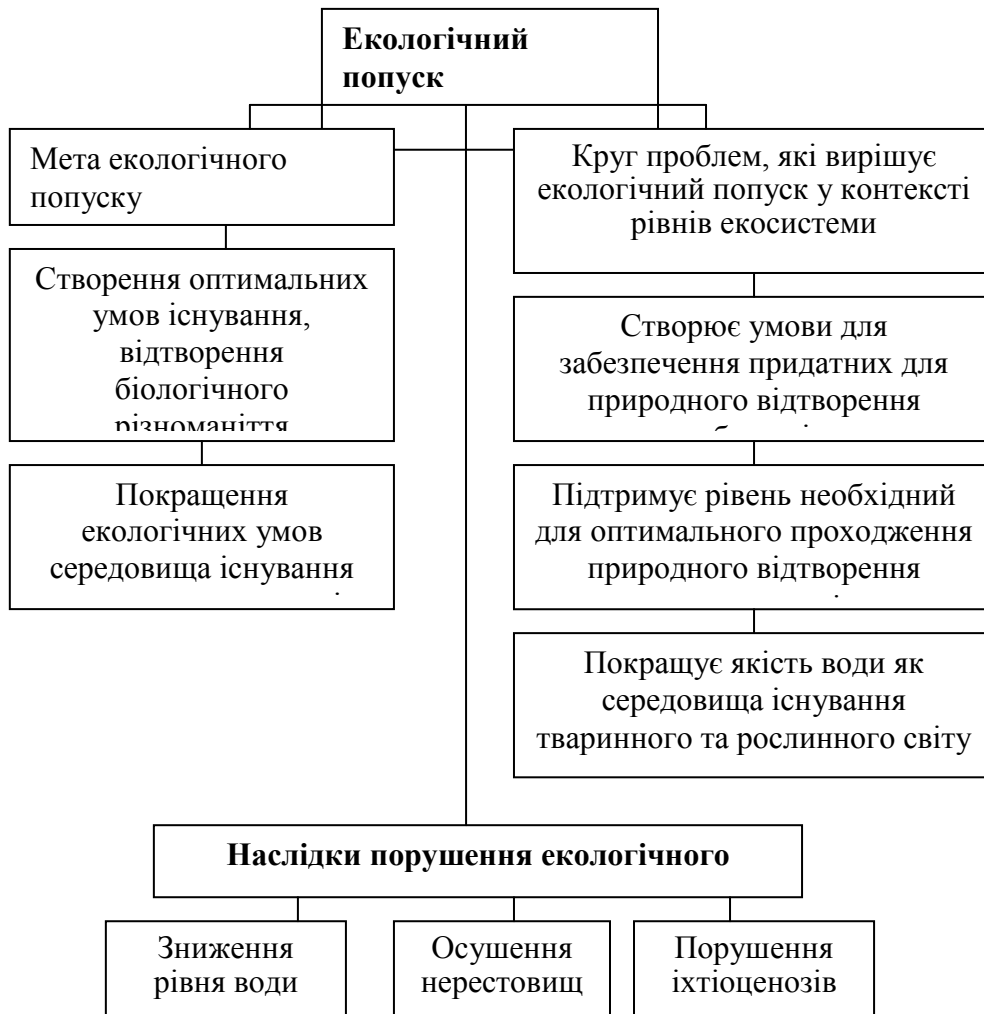 Екологічний
попуск
Мета екологічного
попуску
Створення оптимальних
умов існування,
відтворення
біологічного
різноманіття
Покращення
екологічних умов
середовища існування
Круг проблем, які вирішує
екологічний попуск у контексті
рівнів екосистеми
Створює умови для
забезпечення придатних для
природного відтворення
Підтримує рівень необхідний
для оптимального проходження
природного відтворення
Покращує якість води як
середовища існування
тваринного та рослинного світу
Наслідки порушення екологічного
Зниження
рівня води
Осушення
нерестовищ
Порушення
іхтіоценозів